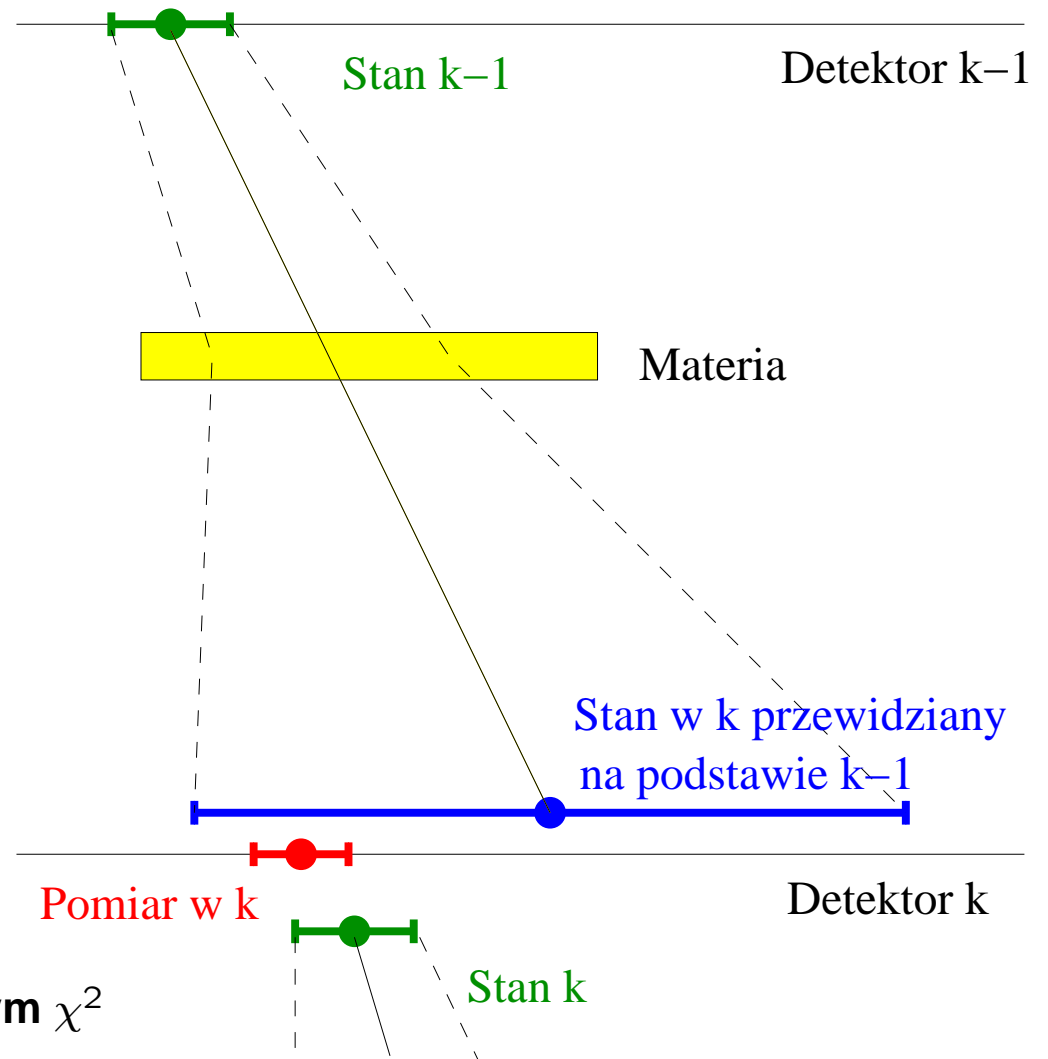 Stan k–1
Detektor k–1
Materia
Stan w k przewidziany
na podstawie k–1
Pomiar w k
Detektor k
Stan k
m χ²